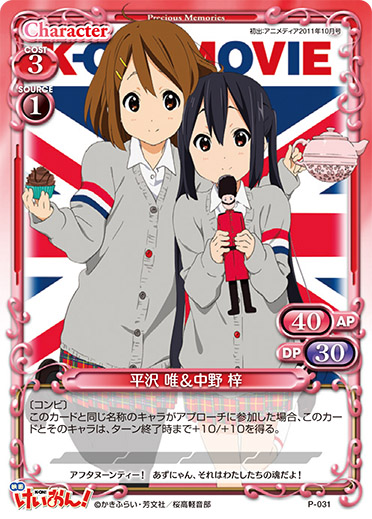 Precious Memories
Character
初出:アニメディア2011年10月号
COST
3
K-ON MOVIE
SOURCE
1
40 AP
DP 30
平沢 唯&中野 梓
[コンビ]
このカードと同じ名称のキャラがアプローチに参加した場合、このカー
ドとそのキャラは、ターン終了時まで+10/+10を得る。
アフタヌーンティー! あずにゃん、それはわたしたちの魂だよ!
映画
K-ON!
けいおん!
©かきふらい・芳文社/桜高軽音部
P-031